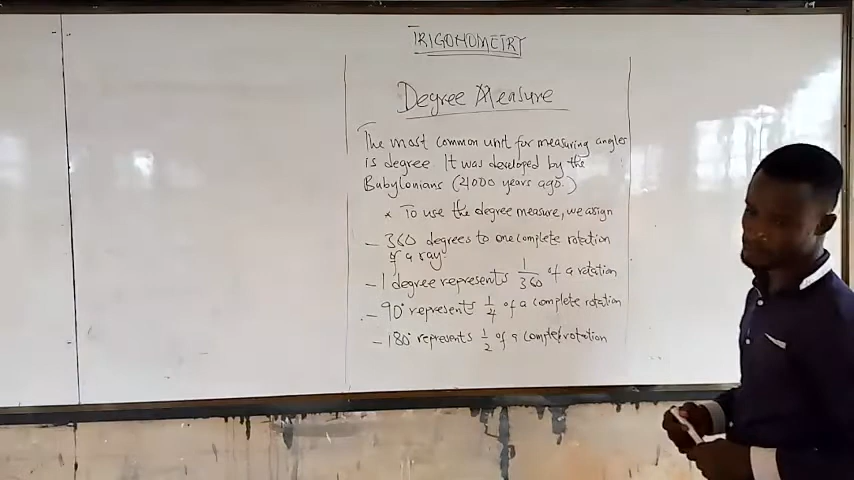 TRIGONOMETRY
Degree Measure
The most common unit for measuring angles
is degree. It was developed by the
Babylonians (4000 years ago.)
* To use the degree measure, we asign
- 360 degrees to one complete rotation
of a ray.
- 1 degree represents 1/360 of a rotation
- 90° represents 1/4 of a complete rotation
- 180° represents 1/2 of a complete rotation